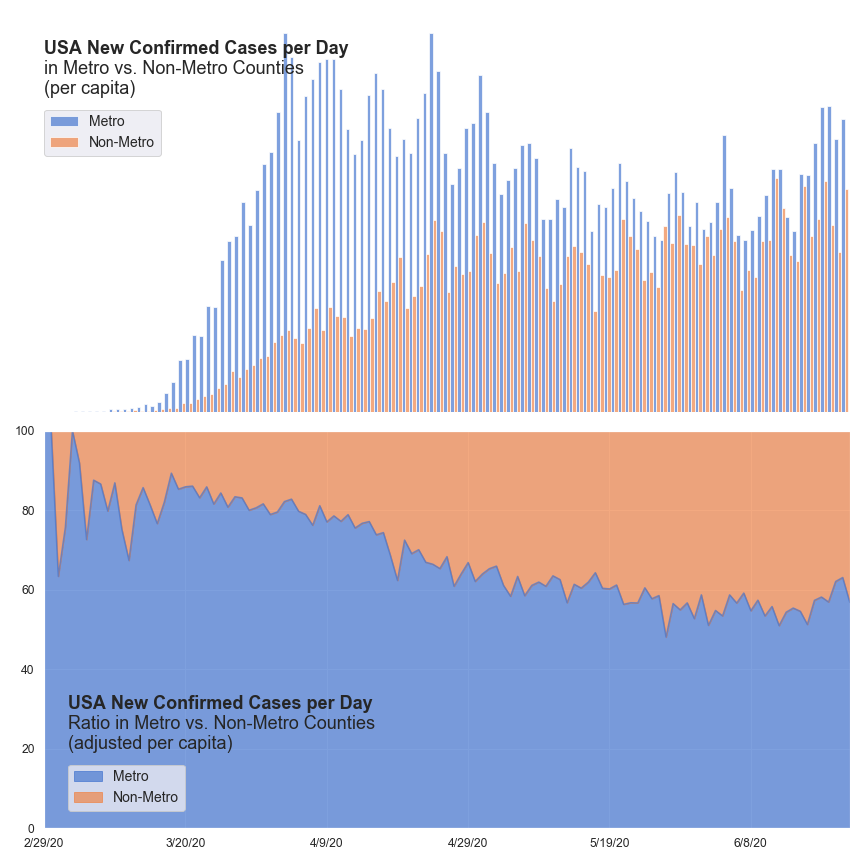 USA New Confirmed Cases per Day
in Metro vs. Non-Metro Counties
(per capita)
Metro
Non-Metro
100
80
60
40
20
0
USA New Confirmed Cases per Day
Ratio in Metro vs. Non-Metro Counties
(adjusted per capita)
Metro
Non-Metro
2/29/20 3/20/20 4/9/20 4/29/20 5/19/20 6/8/20